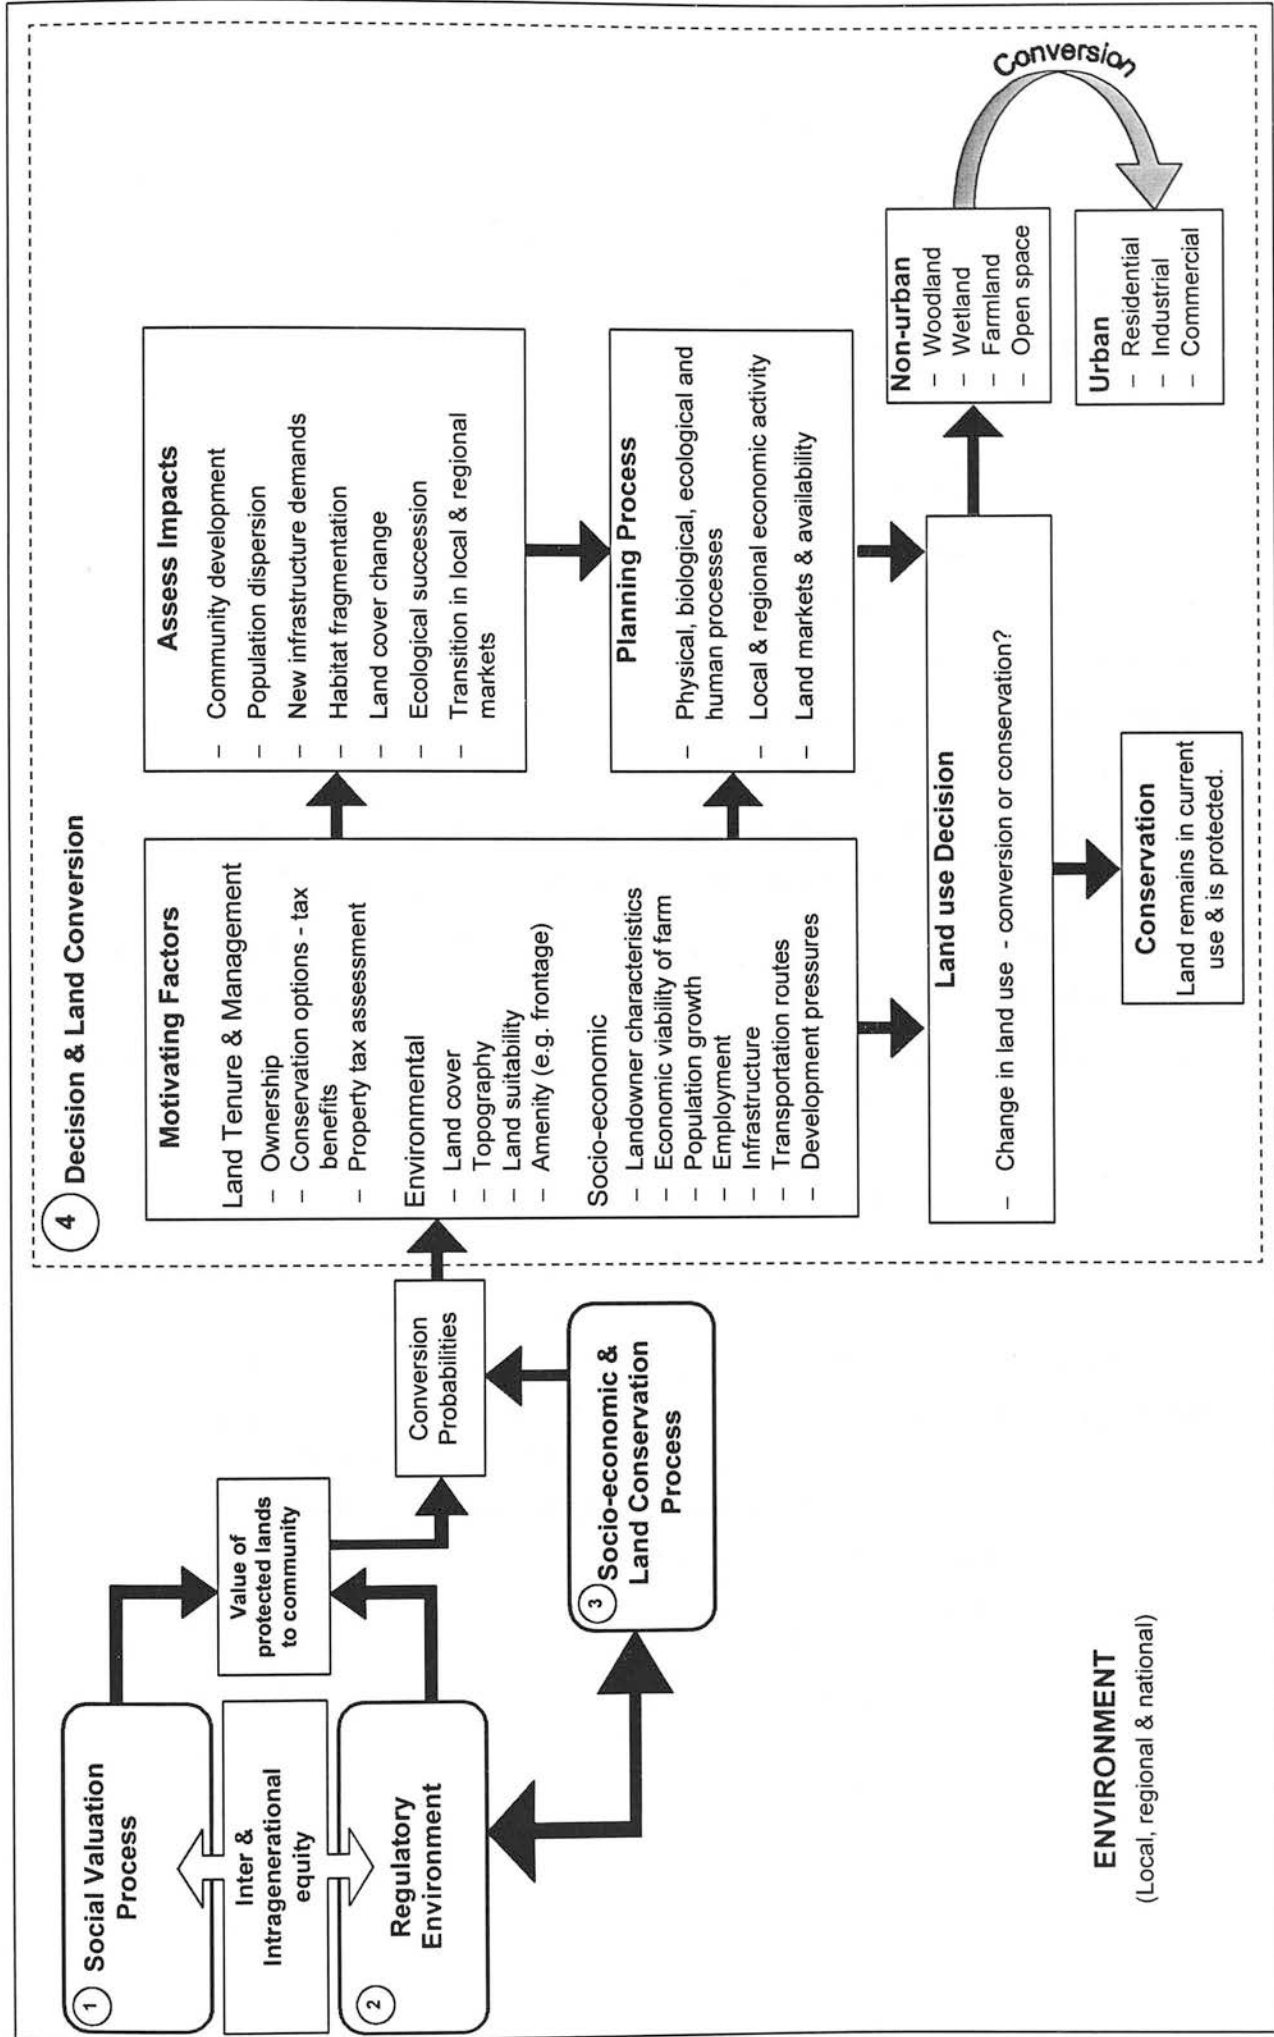 4 Decision & Land Conversion
1 Social Valuation
Process
Inter &
Intragenerational
equity
2
Regulatory
Environment
Value of
protected lands
to community
Conversion
Probabilities
3 Socio-economic &
Land Conservation
Process
ENVIRONMENT
(Local, regional & national)
Motivating Factors
Land Tenure & Management
– Ownership
– Conservation options - tax
benefits
– Property tax assessment
Environmental
– Land cover
– Topography
– Land suitability
– Amenity (e.g. frontage)
Socio-economic
– Landowner characteristics
– Economic viability of farm
– Population growth
– Employment
– Infrastructure
– Transportation routes
– Development pressures
Assess Impacts
– Community development
– Population dispersion
– New infrastructure demands
– Habitat fragmentation
– Land cover change
– Ecological succession
– Transition in local & regional
markets
Planning Process
– Physical, biological, ecological and
human processes
– Local & regional economic activity
– Land markets & availability
Land use Decision
– Change in land use - conversion or conservation?
Conservation
Land remains in current
use & is protected.
Non-urban
– Woodland
– Wetland
– Farmland
– Open space
Conversion
Urban
– Residential
– Industrial
– Commercial